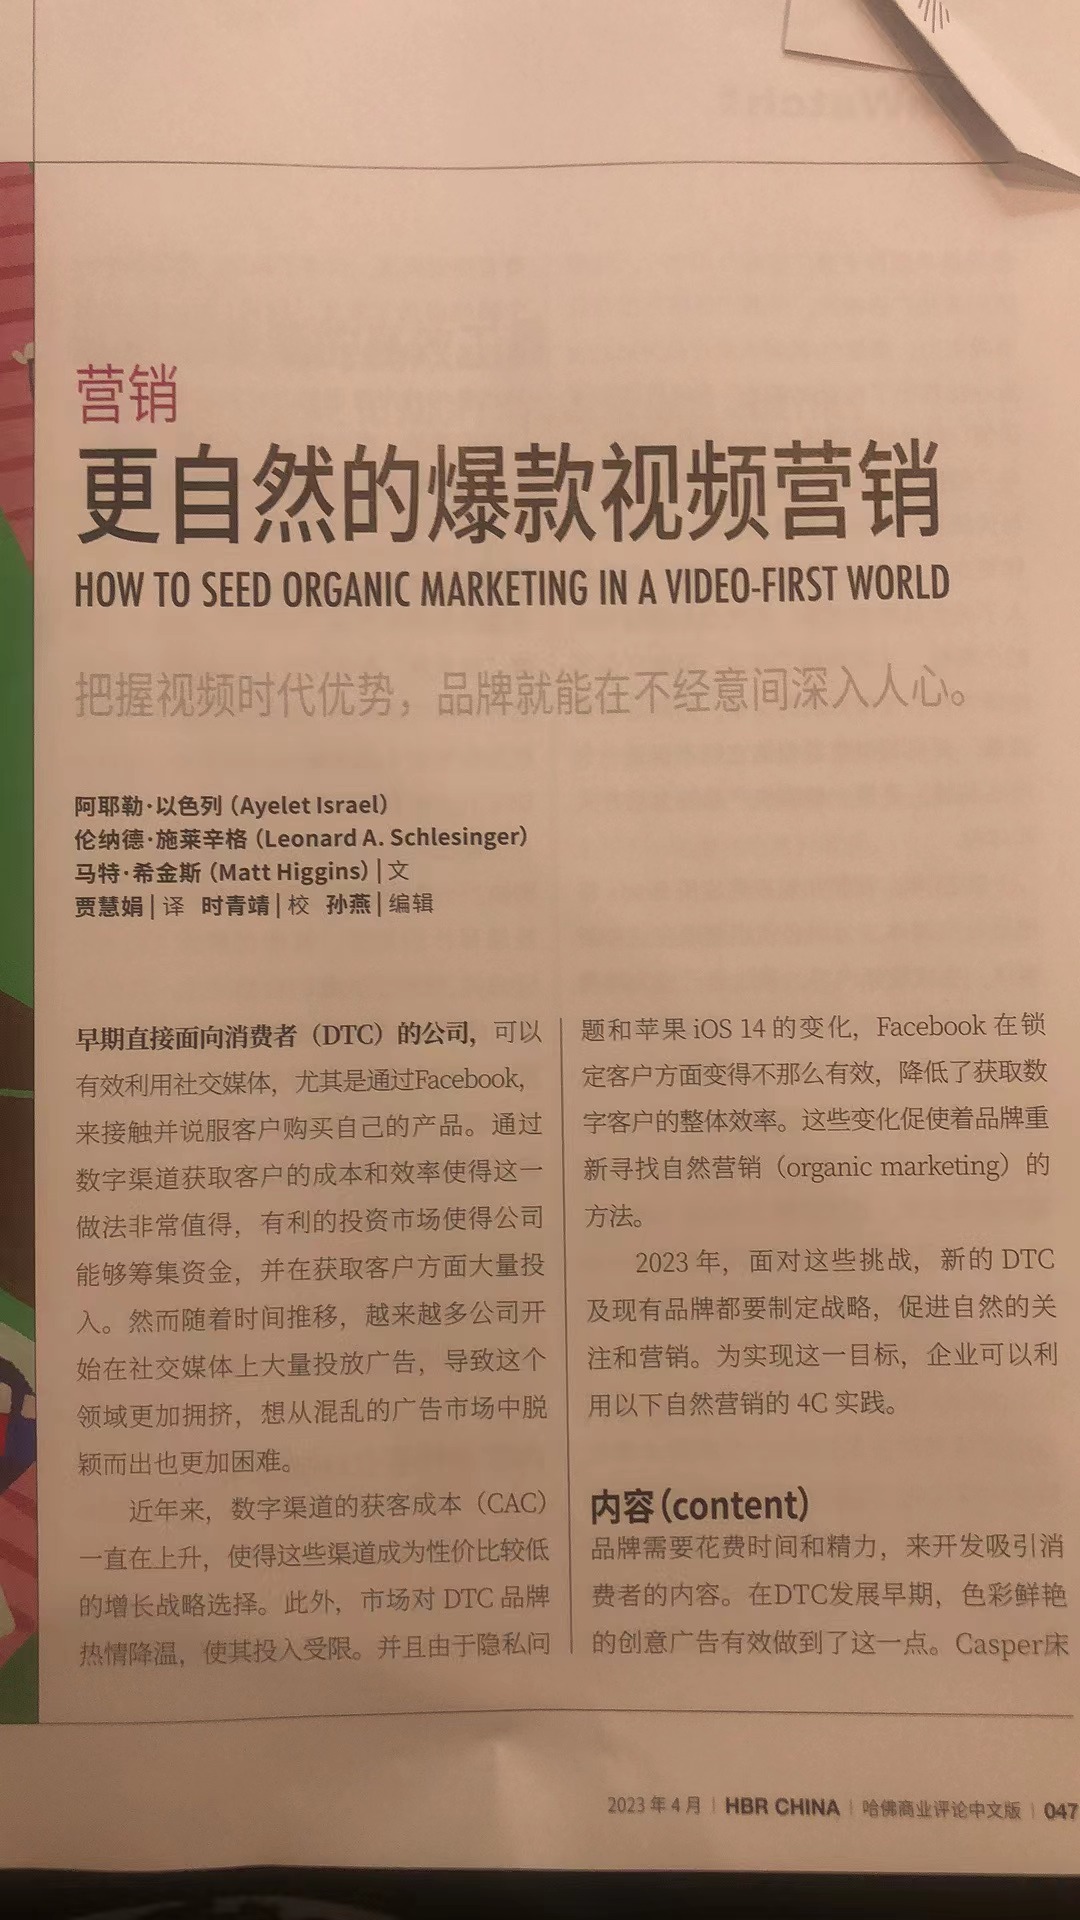 营销
更自然的爆款视频营销
HOW TO SEED ORGANIC MARKETING IN A VIDEO-FIRST WORLD
把握视频时代优势，品牌就能在不经意间深入人心。
阿耶勒·以色列（Ayelet Israel）
伦纳德·施莱辛格（Leonard A. Schlesinger）
马特·希金斯（Matt Higgins）| 文
贾慧娟 | 译 时青靖 | 校 孙燕 | 编辑
早期直接面向消费者（DTC）的公司，可以
有效利用社交媒体，尤其是通过Facebook，
来接触并说服客户购买自己的产品。通过
数字渠道获取客户的成本和效率使得这一
做法非常值得，有利的投资市场使得公司
能够筹集资金，并在获取客户方面大量投
入。然而随着时间推移，越来越多公司开
始在社交媒体上大量投放广告，导致这个
领域更加拥挤，想从混乱的广告市场中脱
颖而出也更加困难。
近年来，数字渠道的获客成本（CAC）
一直在上升，使得这些渠道成为性价比较低
的增长战略选择。此外，市场对 DTC 品牌
热情降温，使其投入受限。并且由于隐私问
题和苹果 iOS 14 的变化，Facebook 在锁
定客户方面变得不那么有效，降低了获取数
字客户的整体效率。这些变化促使着品牌重
新寻找自然营销（organic marketing）的
方法。
2023 年，面对这些挑战，新的 DTC
及现有品牌都要制定战略，促进自然的关
注和营销。为实现这一目标，企业可以利
用以下自然营销的 4C 实践。
内容（content）
品牌需要花费时间和精力，来开发吸引消
费者的内容。在DTC发展早期，色彩鲜艳
的创意广告有效做到了这一点。Casper床
2023 年 4 月 | HBR CHINA | 哈佛商业评论中文版 | 047